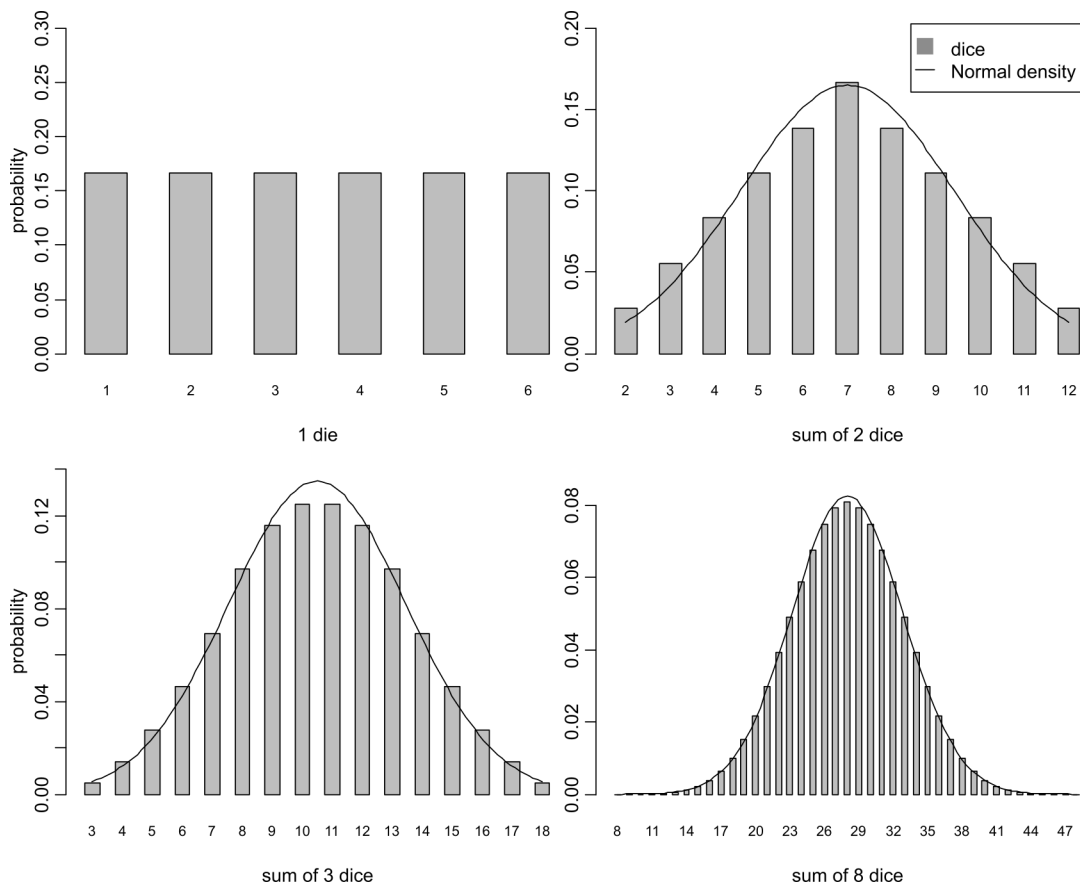 probability
0.00 0.05 0.10 0.15 0.20 0.25 0.30
1 2 3 4 5 6
1 die
0.00 0.05 0.10 0.15 0.20
dice
Normal density
2 3 4 5 6 7 8 9 10 11 12
sum of 2 dice
probability
0.00 0.04 0.08 0.12
3 4 5 6 7 8 9 10 11 12 13 14 15 16 17 18
sum of 3 dice
0.00 0.02 0.04 0.06 0.08
8 11 14 17 20 23 26 29 32 35 38 41 44 47
sum of 8 dice